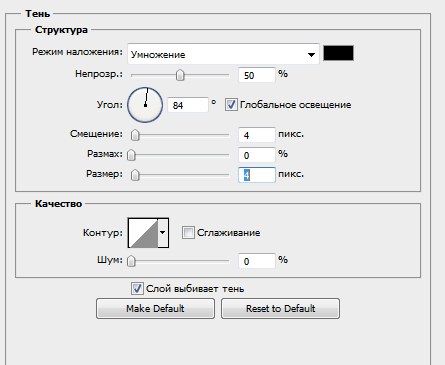 Тень
Структура
Режим наложения: Умножение
Непрозр.: 50 %
Угол: 84 ° Глобальное освещение
Смещение: 4 пикс.
Размах: 0 %
Размер: 4 пикс.
Качество
Контур: Сглаживание
Шум: 0 %
Слой выбивает тень
Make Default Reset to Default